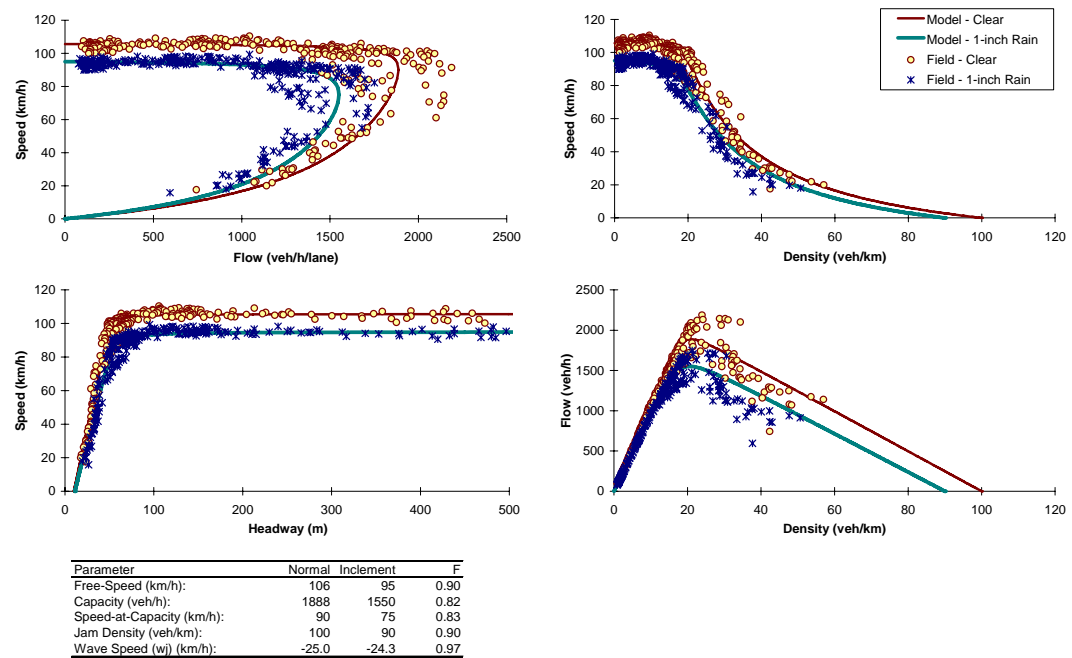 120
100
80
60
40
20
0
Speed (km/h)
0 500 1000 1500 2000 2500
Flow (veh/h/lane)
120
100
80
60
40
20
0
Speed (km/h)
0 20 40 60 80 100 120
Density (veh/km)
Model - Clear
Model - 1-inch Rain
Field - Clear
Field - 1-inch Rain
120
100
80
60
40
20
0
Speed (km/h)
0 100 200 300 400 500
Headway (m)
2500
2000
1500
1000
500
0
Flow (veh/h)
0 20 40 60 80 100 120
Density (veh/km)
Parameter Normal Inclement F
Free-Speed (km/h): 106 95 0.90
Capacity (veh/h): 1888 1550 0.82
Speed-at-Capacity (km/h): 90 75 0.83
Jam Density (veh/km): 100 90 0.90
Wave Speed (wj) (km/h): -25.0 -24.3 0.97